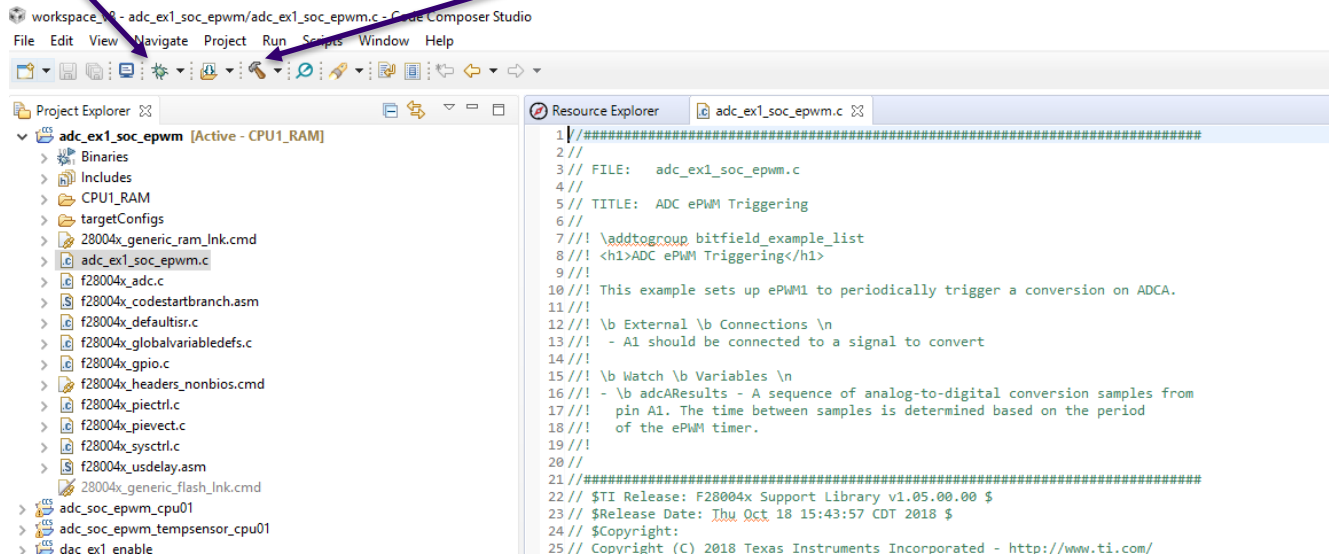 workspace_v8 - adc_ex1_soc_epwm/adc_ex1_soc_epwm.c - Code Composer Studio
File Edit View Navigate Project Run Scripts Window Help
Project Explorer
adc_ex1_soc_epwm [Active - CPU1_RAM]
Binaries
Includes
CPU1_RAM
targetConfigs
28004x_generic_ram_lnk.cmd
adc_ex1_soc_epwm.c
f28004x_adc.c
f28004x_codestartbranch.asm
f28004x_defaultisr.c
f28004x_globalvariabledefs.c
f28004x_gpio.c
f28004x_headers_nonbios.cmd
f28004x_piectrl.c
f28004x_pievect.c
f28004x_sysctrl.c
f28004x_usdelay.asm
28004x_generic_flash_lnk.cmd
adc_soc_epwm_cpu01
adc_soc_epwm_tempsensor_cpu01
dac_ex1_enable
Resource Explorer adc_ex1_soc_epwm.c
1 //#############################################################################
2 //
3 // FILE: adc_ex1_soc_epwm.c
4 //
5 // TITLE: ADC ePWM Triggering
6 //
7 //! \addtogroup bitfield_example_list
8 //! <h1>ADC ePWM Triggering</h1>
9 //!
10 //! This example sets up ePWM1 to periodically trigger a conversion on ADCA.
11 //!
12 //! \b External \b Connections \n
13 //! - A1 should be connected to a signal to convert
14 //!
15 //! \b Watch \b Variables \n
16 //! - \b adcAResults - A sequence of analog-to-digital conversion samples from
17 //! pin A1. The time between samples is determined based on the period
18 //! of the ePWM timer.
19 //!
20 //
21 //#############################################################################
22 // $TI Release: F28004x Support Library v1.05.00.00 $
23 // $Release Date: Thu Oct 18 15:43:57 CDT 2018 $
24 // $Copyright:
25 // Copyright (C) 2018 Texas Instruments Incorporated - http://www.ti.com/